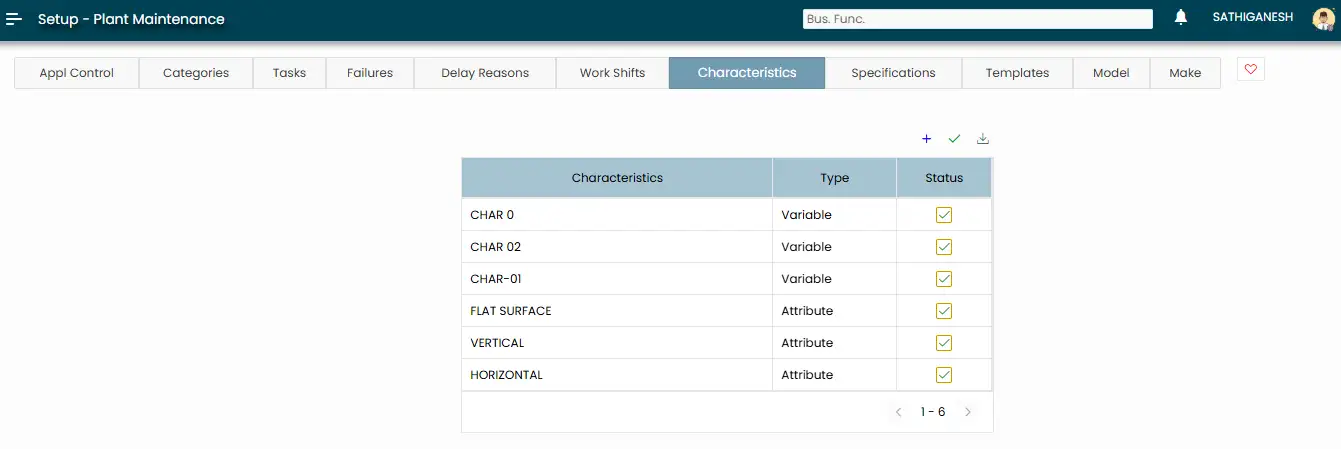 Setup - Plant Maintenance Bus. Func. SATHIGANESH
Appl Control Categories Tasks Failures Delay Reasons Work Shifts Characteristics Specifications Templates Model Make
Characteristics Type Status
CHAR 0 Variable
CHAR 02 Variable
CHAR-01 Variable
FLAT SURFACE Attribute
VERTICAL Attribute
HORIZONTAL Attribute
1 - 6